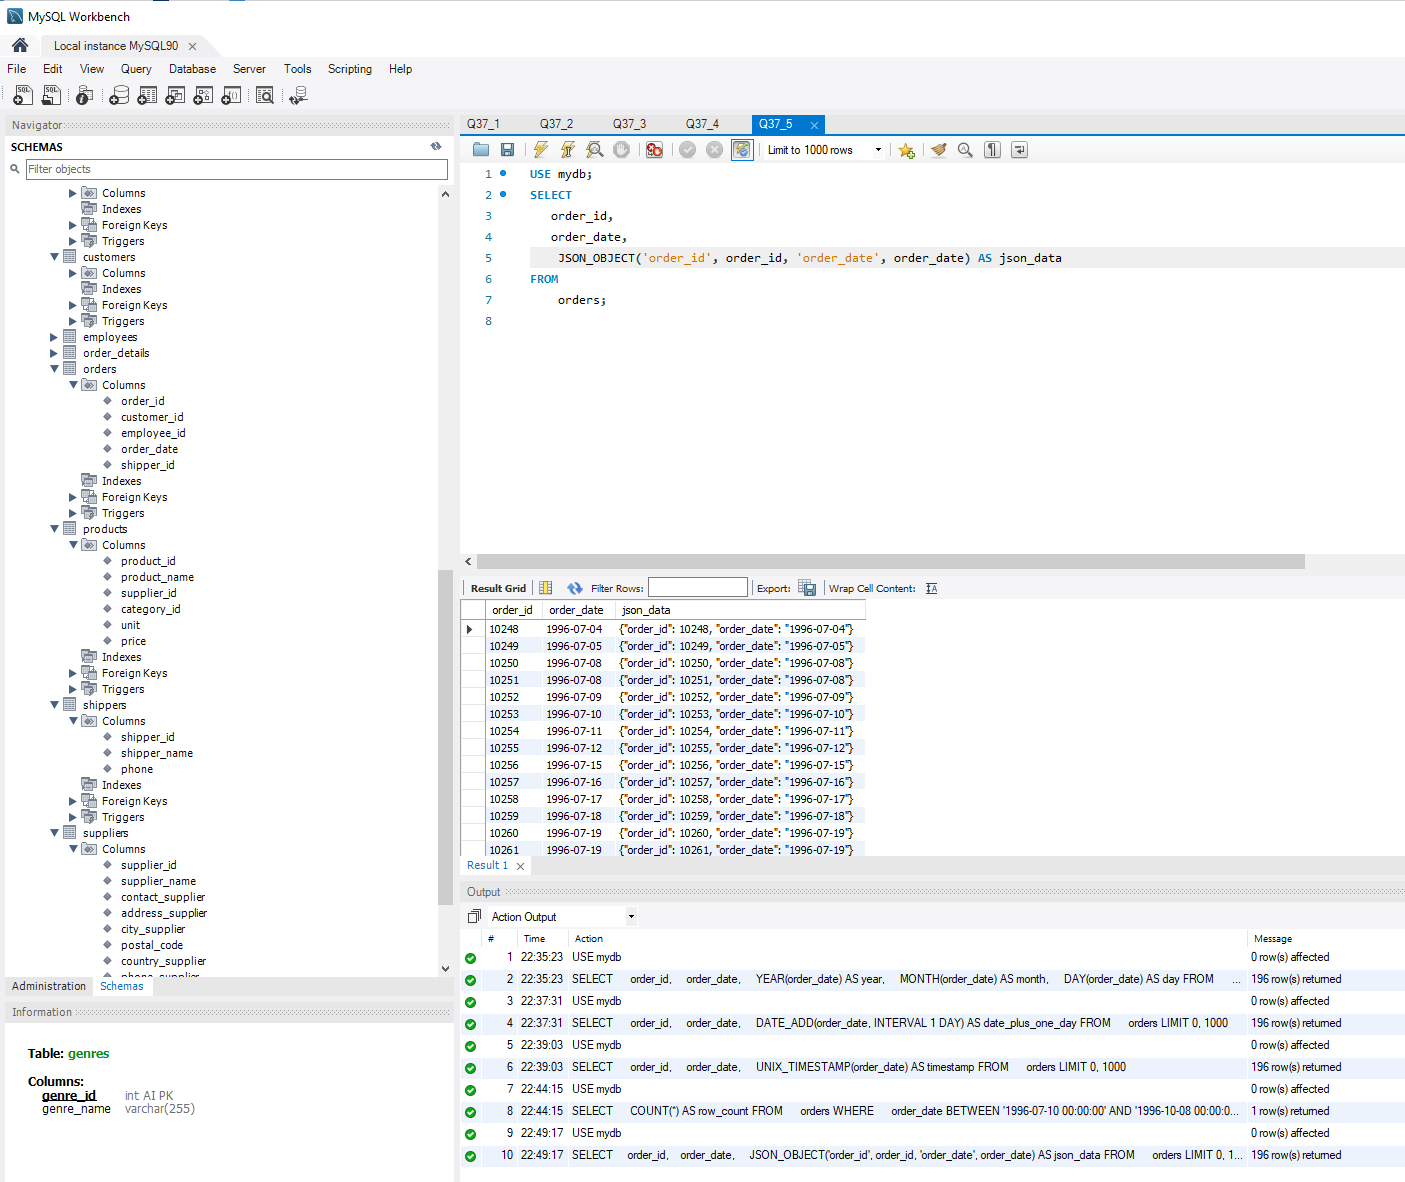 MySQL Workbench
Local instance MySQL90
File Edit View Query Database Server Tools Scripting Help
Navigator
SCHEMAS
Filter objects
Columns
Indexes
Foreign Keys
Triggers
customers
Columns
Indexes
Foreign Keys
Triggers
employees
order_details
orders
Columns
order_id
customer_id
employee_id
order_date
shipper_id
Indexes
Foreign Keys
Triggers
products
Columns
product_id
product_name
supplier_id
category_id
unit
price
Indexes
Foreign Keys
Triggers
shippers
Columns
shipper_id
shipper_name
phone
Indexes
Foreign Keys
Triggers
suppliers
Columns
supplier_id
supplier_name
contact_supplier
address_supplier
city_supplier
postal_code
country_supplier
phone_supplier
Administration Schemas
Information
Table: genres
Columns:
genre_id int AI PK
genre_name varchar(255)
Q37_1 Q37_2 Q37_3 Q37_4 Q37_5
Limit to 1000 rows
1 USE mydb;
2 SELECT
3 order_id,
4 order_date,
5 JSON_OBJECT('order_id', order_id, 'order_date', order_date) AS json_data
6 FROM
7 orders;
8
Result Grid Filter Rows: Export: Wrap Cell Content:
order_id order_date json_data
10248 1996-07-04 {"order_id": 10248, "order_date": "1996-07-04"}
10249 1996-07-05 {"order_id": 10249, "order_date": "1996-07-05"}
10250 1996-07-08 {"order_id": 10250, "order_date": "1996-07-08"}
10251 1996-07-08 {"order_id": 10251, "order_date": "1996-07-08"}
10252 1996-07-09 {"order_id": 10252, "order_date": "1996-07-09"}
10253 1996-07-10 {"order_id": 10253, "order_date": "1996-07-10"}
10254 1996-07-11 {"order_id": 10254, "order_date": "1996-07-11"}
10255 1996-07-12 {"order_id": 10255, "order_date": "1996-07-12"}
10256 1996-07-15 {"order_id": 10256, "order_date": "1996-07-15"}
10257 1996-07-16 {"order_id": 10257, "order_date": "1996-07-16"}
10258 1996-07-17 {"order_id": 10258, "order_date": "1996-07-17"}
10259 1996-07-18 {"order_id": 10259, "order_date": "1996-07-18"}
10260 1996-07-19 {"order_id": 10260, "order_date": "1996-07-19"}
10261 1996-07-19 {"order_id": 10261, "order_date": "1996-07-19"}
Result 1
Output
Action Output
# Time Action Message
1 22:35:23 USE mydb 0 row(s) affected
2 22:35:23 SELECT order_id, order_date, YEAR(order_date) AS year, MONTH(order_date) AS month, DAY(order_date) AS day FROM ... 196 row(s) returned
3 22:37:31 USE mydb 0 row(s) affected
4 22:37:31 SELECT order_id, order_date, DATE_ADD(order_date, INTERVAL 1 DAY) AS date_plus_one_day FROM orders LIMIT 0, 1000 196 row(s) returned
5 22:39:03 USE mydb 0 row(s) affected
6 22:39:03 SELECT order_id, order_date, UNIX_TIMESTAMP(order_date) AS timestamp FROM orders LIMIT 0, 1000 196 row(s) returned
7 22:44:15 USE mydb 0 row(s) affected
8 22:44:15 SELECT COUNT(*) AS row_count FROM orders WHERE order_date BETWEEN '1996-07-10 00:00:00' AND '1996-10-08 00:00:0... 1 row(s) returned
9 22:49:17 USE mydb 0 row(s) affected
10 22:49:17 SELECT order_id, order_date, JSON_OBJECT('order_id', order_id, 'order_date', order_date) AS json_data FROM orders LIMIT 0, 1... 196 row(s) returned